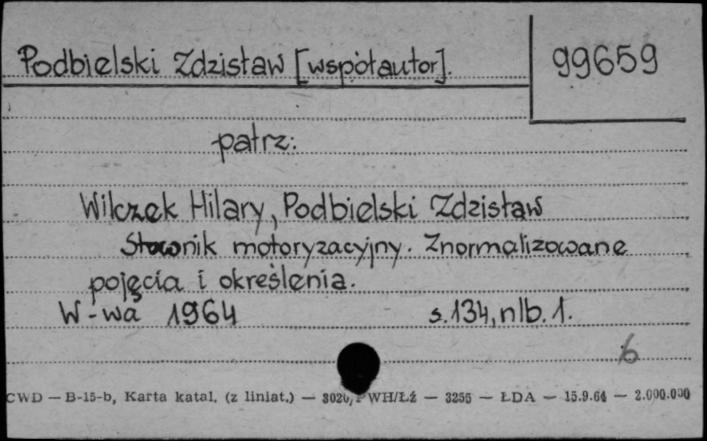 Podbielski Zdzisław [współautor].
99659
patrz:
Wilczek Hilary, Podbielski Zdzisław
Słownik motoryzacyjny. Znormalizowane
pojęcia i określenia.
W-wa 1964 s. 134, nlb. 1.
6
CWD — B-15-b, Karta katal. (z liniat.) — WH/Łź — 3255 — ŁDA — 15.9.64 — 2.000.000